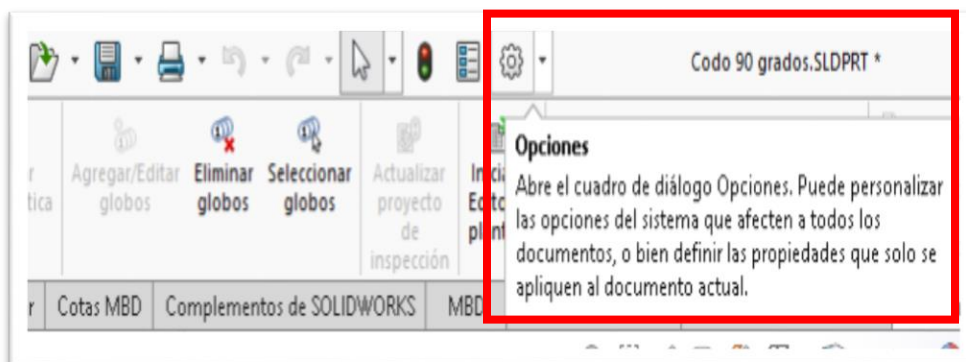 Codo 90 grados.SLDPRT *
Agregar/Editar
globos
Eliminar
globos
Seleccionar
globos
Actualizar
proyecto
de
inspección
Opciones
Abre el cuadro de diálogo Opciones. Puede personalizar
las opciones del sistema que afecten a todos los
documentos, o bien definir las propiedades que solo se
apliquen al documento actual.
Cotas MBD
Complementos de SOLIDWORKS
MBD